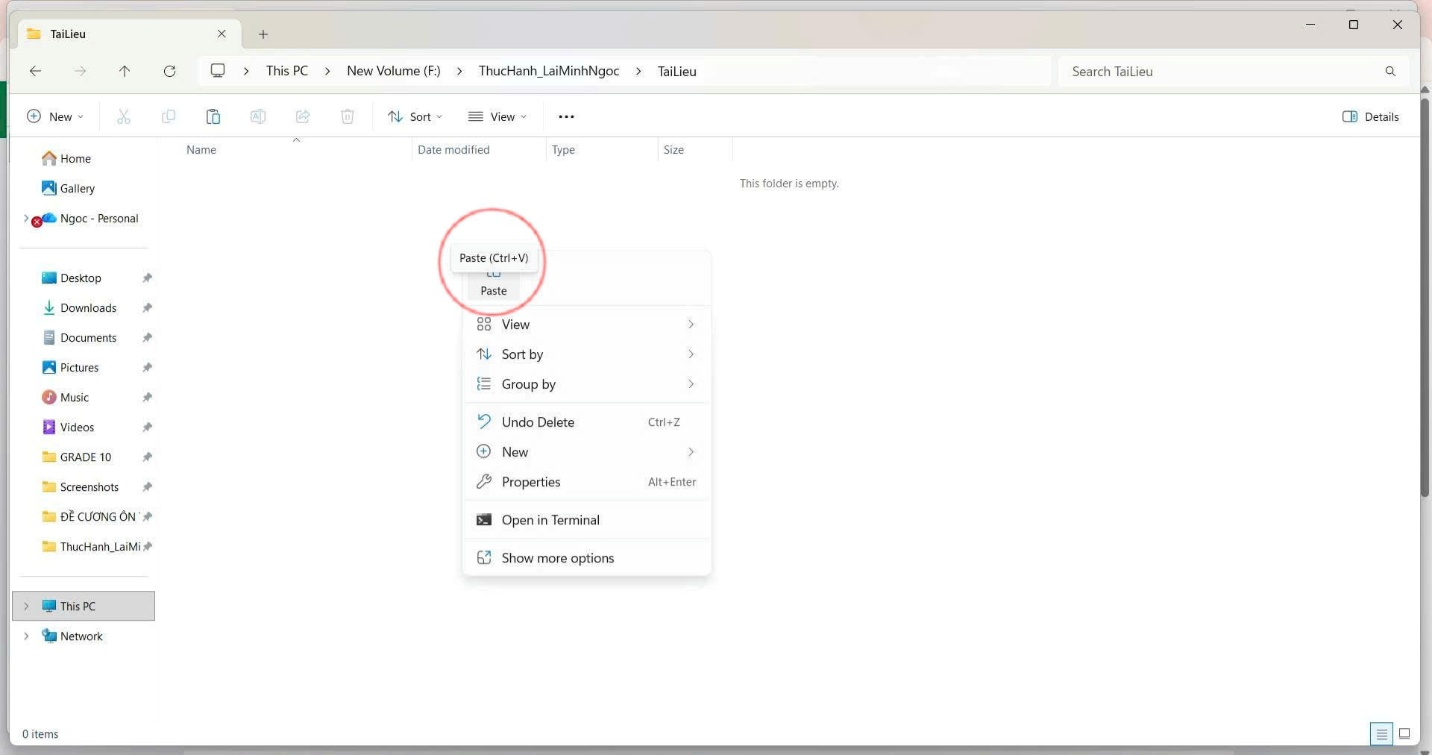 TaiLieu
This PC > New Volume (F:) > ThucHanh_LaiMinhNgoc > TaiLieu
Search TaiLieu
New
Sort
View
Details
Name
Date modified
Type
Size
This folder is empty.
Home
Gallery
Ngoc - Personal
Desktop
Downloads
Documents
Pictures
Music
Videos
GRADE 10
Screenshots
ĐỀ CƯƠNG ÔN
ThucHanh_LaiMi
This PC
Network
Paste (Ctrl+V)
Paste
View
Sort by
Group by
Undo Delete Ctrl+Z
New
Properties Alt+Enter
Open in Terminal
Show more options
0 items